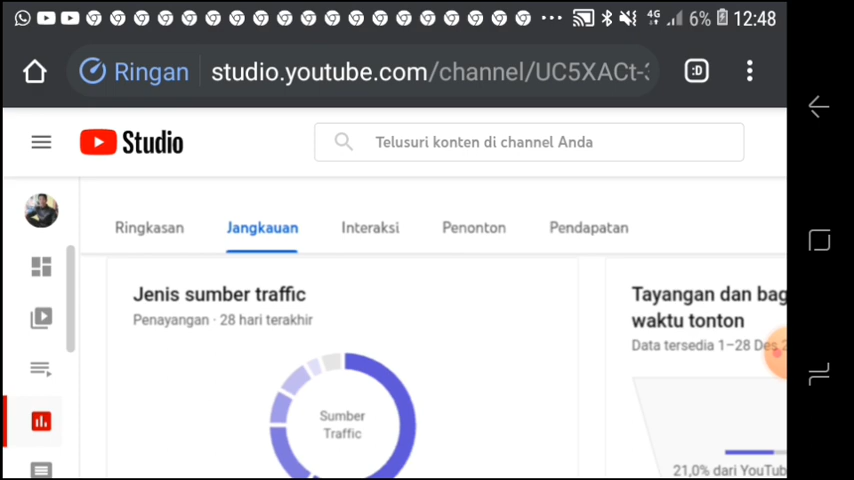 4G 6% 12:48
Ringan studio.youtube.com/channel/UC5XACt- :D
Studio Telusuri konten di channel Anda
Ringkasan Jangkauan Interaksi Penonton Pendapatan
Jenis sumber traffic
Penayangan · 28 hari terakhir
Sumber
Traffic
Tayangan dan bag
waktu tonton
Data tersedia 1–28 Des
21,0% dari YouTub